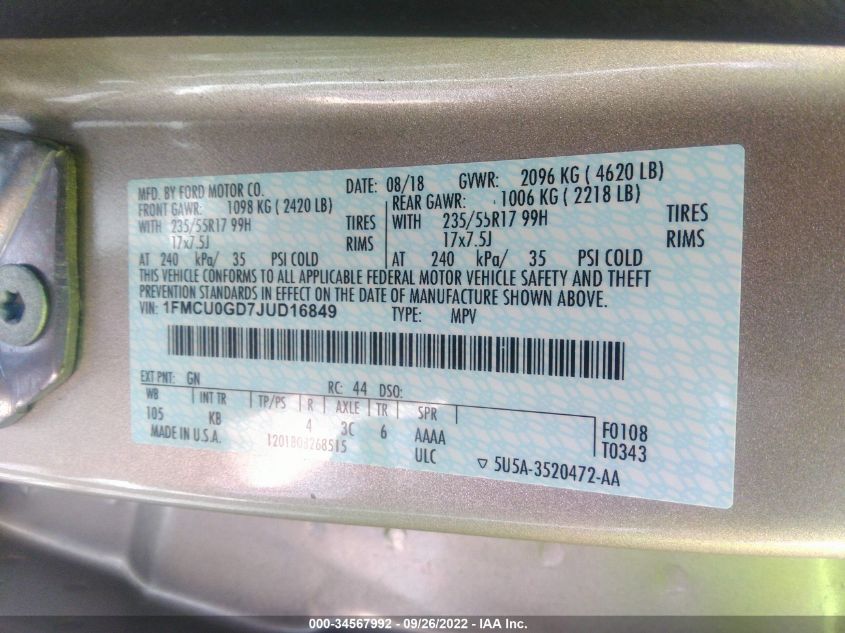 MFD. BY FORD MOTOR CO.
DATE: 08/18 GVWR: 2096 KG ( 4620 LB)
FRONT GAWR: 1098 KG (2420 LB)
REAR GAWR: 1006 KG ( 2218 LB)
WITH 235/55R17 99H TIRES
WITH 235/55R17 99H TIRES
17x7.5J RIMS
17x7.5J RIMS
AT 240 kPa/ 35 PSI COLD
AT 240 kPa/ 35 PSI COLD
THIS VEHICLE CONFORMS TO ALL APPLICABLE FEDERAL MOTOR VEHICLE SAFETY AND THEFT
PREVENTION STANDARDS IN EFFECT ON THE DATE OF MANUFACTURE SHOWN ABOVE.
VIN: 1FMCU0GD7JUD16849 TYPE: MPV
EXT PNT: GN RC: 44 DSO:
WB INT TR TP/PS R AXLE TR SPR
105 KB 4 3C 6 AAAA F0108
MADE IN U.S.A. ULC T0343
5U5A-3520472-AA
000-34567992 - 09/26/2022 - IAA Inc.